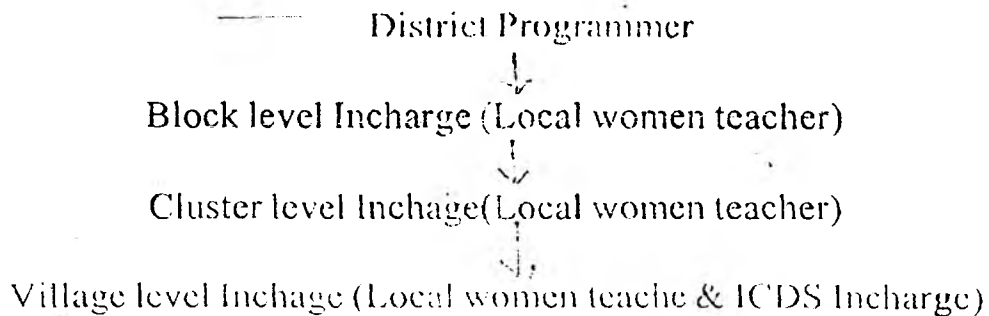 District Programmer
Block level Incharge (Local women teacher)
Cluster level Inchage(Local women teacher)
Village level Inchage (Local women teache & ICDS Incharge)